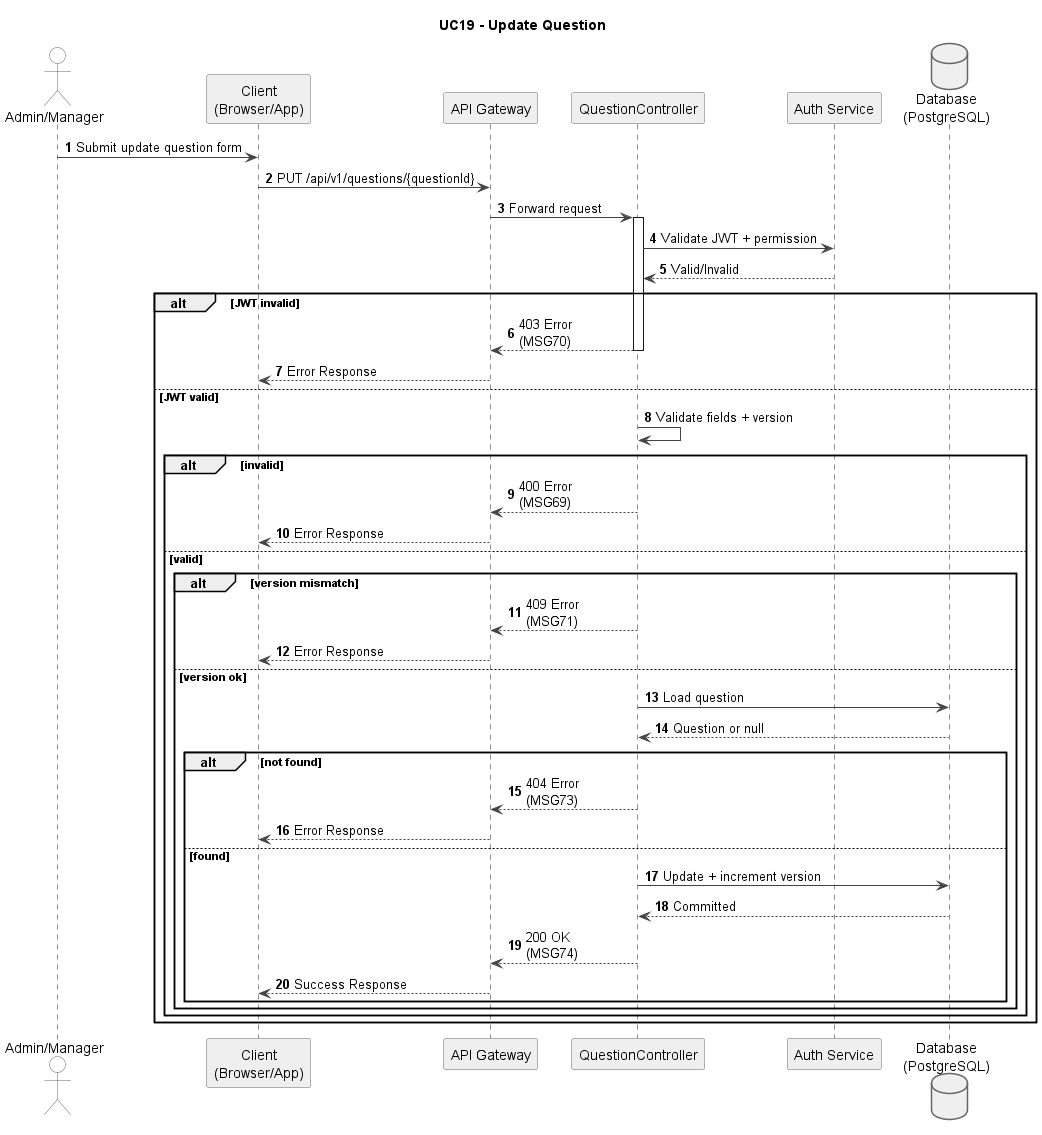 UC19 - Update Question
Admin/Manager
Client
(Browser/App)
API Gateway
QuestionController
Auth Service
Database
(PostgreSQL)
1 Submit update question form
2 PUT /api/v1/questions/{questionId}
3 Forward request
4 Validate JWT + permission
5 Valid/Invalid
alt [JWT invalid]
6 403 Error
(MSG70)
7 Error Response
[JWT valid]
8 Validate fields + version
alt [invalid]
9 400 Error
(MSG69)
10 Error Response
[valid]
alt [version mismatch]
11 409 Error
(MSG71)
12 Error Response
[version ok]
13 Load question
14 Question or null
alt [not found]
15 404 Error
(MSG73)
16 Error Response
[found]
17 Update + increment version
18 Committed
19 200 OK
(MSG74)
20 Success Response
Admin/Manager
Client
(Browser/App)
API Gateway
QuestionController
Auth Service
Database
(PostgreSQL)